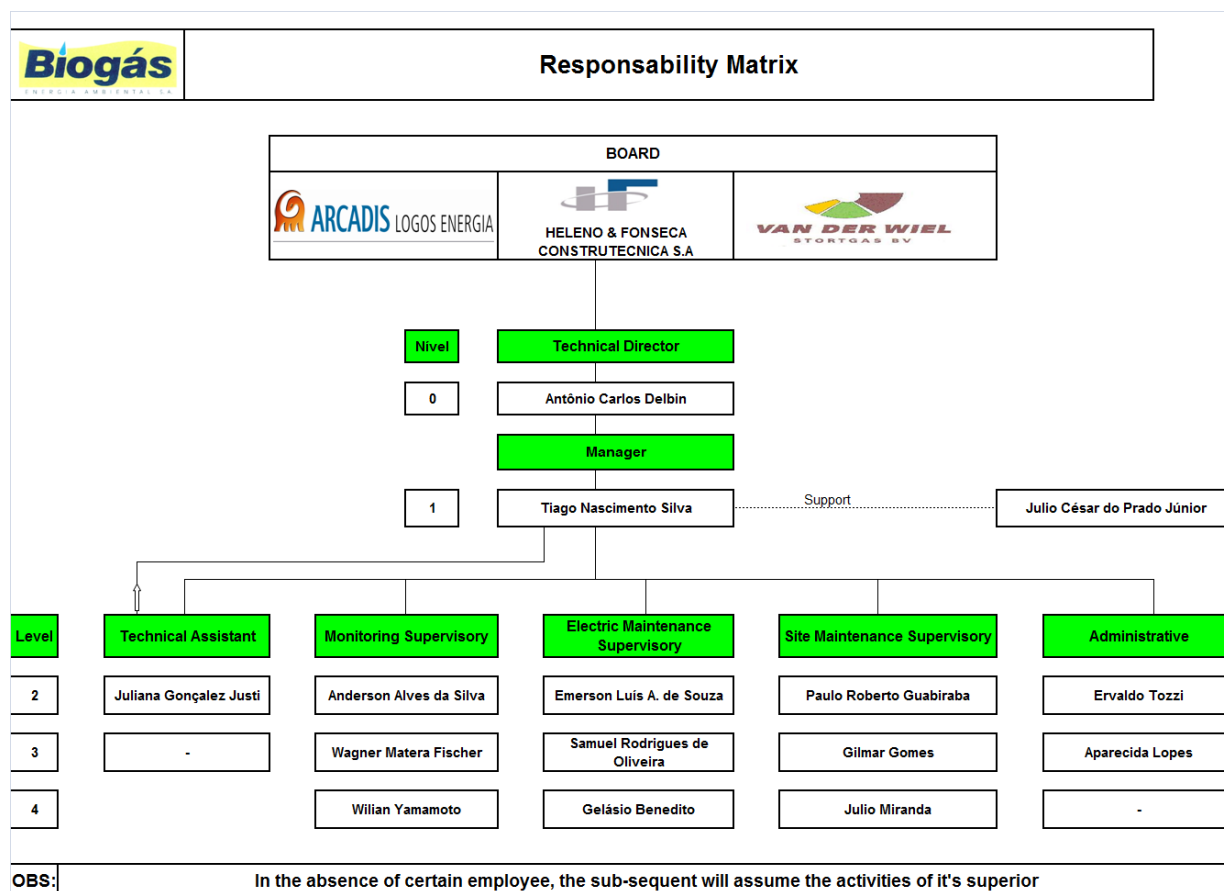 Biogás
ENERGIA AMBIENTAL SA
Responsability Matrix
BOARD
ARCADIS LOGOS ENERGIA
HF
HELENO & FONSECA
CONSTRUTECNICA S.A
VAN DER WIEL
STORTGAS BV
Nível
Technical Director
0
Antônio Carlos Delbin
Manager
1
Tiago Nascimento Silva
Support
Julio César do Prado Júnior
Level
Technical Assistant
Monitoring Supervisory
Electric Maintenance
Supervisory
Site Maintenance Supervisory
Administrative
2
Juliana Gonçalez Justi
Anderson Alves da Silva
Emerson Luís A. de Souza
Paulo Roberto Guabiraba
Ervaldo Tozzi
3
-
Wagner Matera Fischer
Samuel Rodrigues de
Oliveira
Gilmar Gomes
Aparecida Lopes
4
Wilian Yamamoto
Gelásio Benedito
Julio Miranda
-
OBS:
In the absence of certain employee, the sub-sequent will assume the activities of it's superior